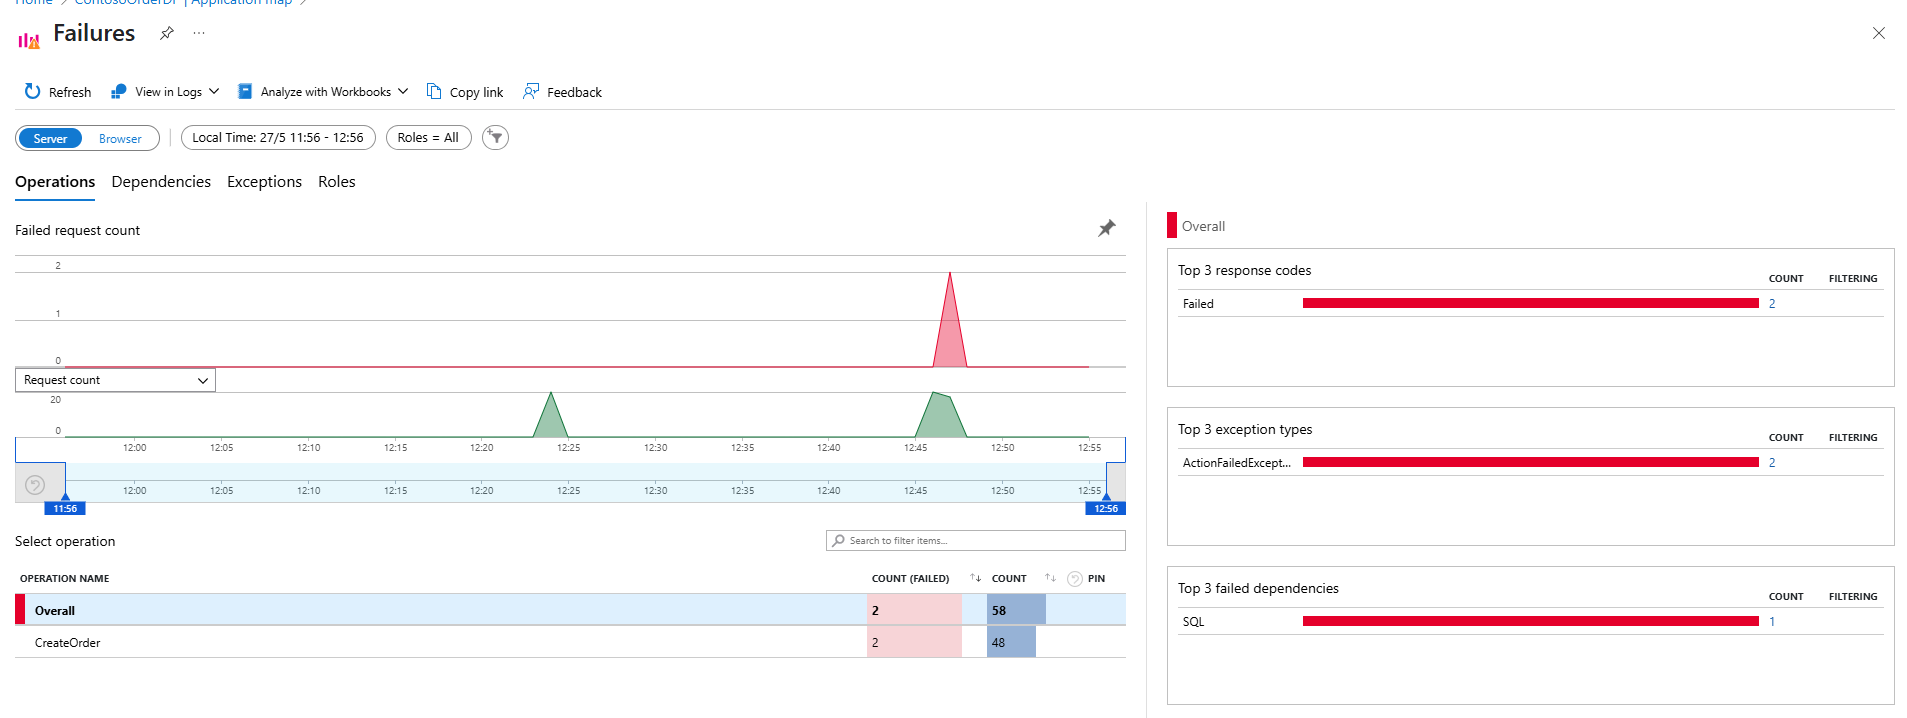 Home > ContosoOrderDF | Application map >
Failures
...
Refresh View in Logs Analyze with Workbooks Copy link Feedback
Server Browser | Local Time: 27/5 11:56 - 12:56 Roles = All
Operations Dependencies Exceptions Roles
Failed request count
2
1
0
Request count
20
0
12:00 12:05 12:10 12:15 12:20 12:25 12:30 12:35 12:40 12:45 12:50 12:55
12:00 12:05 12:10 12:15 12:20 12:25 12:30 12:35 12:40 12:45 12:50 12:55
11:56 12:56
Select operation
Search to filter items...
OPERATION NAME COUNT (FAILED) COUNT PIN
Overall 2 58
CreateOrder 2 48
Overall
Top 3 response codes
COUNT FILTERING
Failed 2
Top 3 exception types
COUNT FILTERING
ActionFailedExcept... 2
Top 3 failed dependencies
COUNT FILTERING
SQL 1